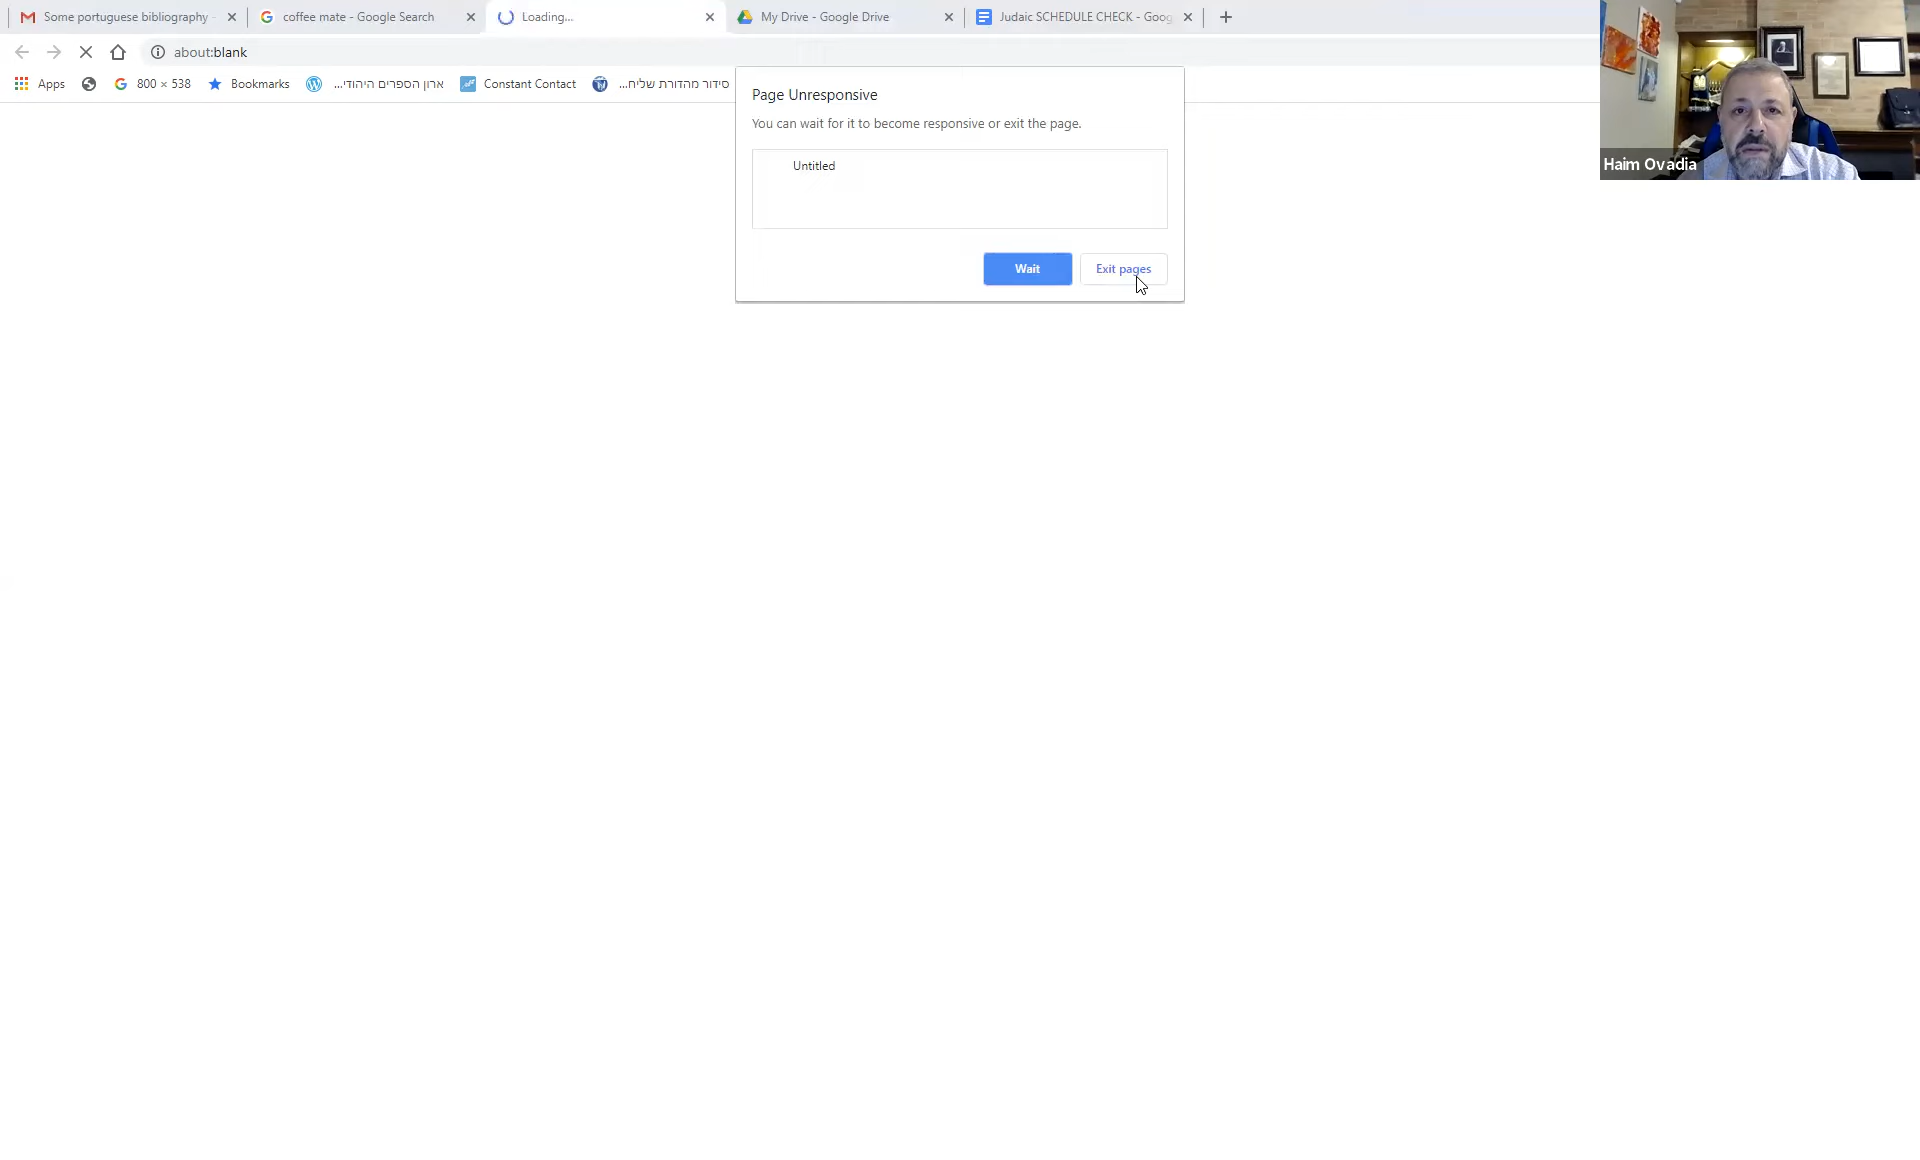 Some portuguese bibliography -
coffee mate - Google Search
Loading...
My Drive - Google Drive
Judaic SCHEDULE CHECK - Goog
about:blank
Apps
800 × 538
Bookmarks
ארון הספרים היהודי...
Constant Contact
סידור מהדורת שליח...
Page Unresponsive
You can wait for it to become responsive or exit the page.
Untitled
Wait
Exit pages
Haim Ovadia